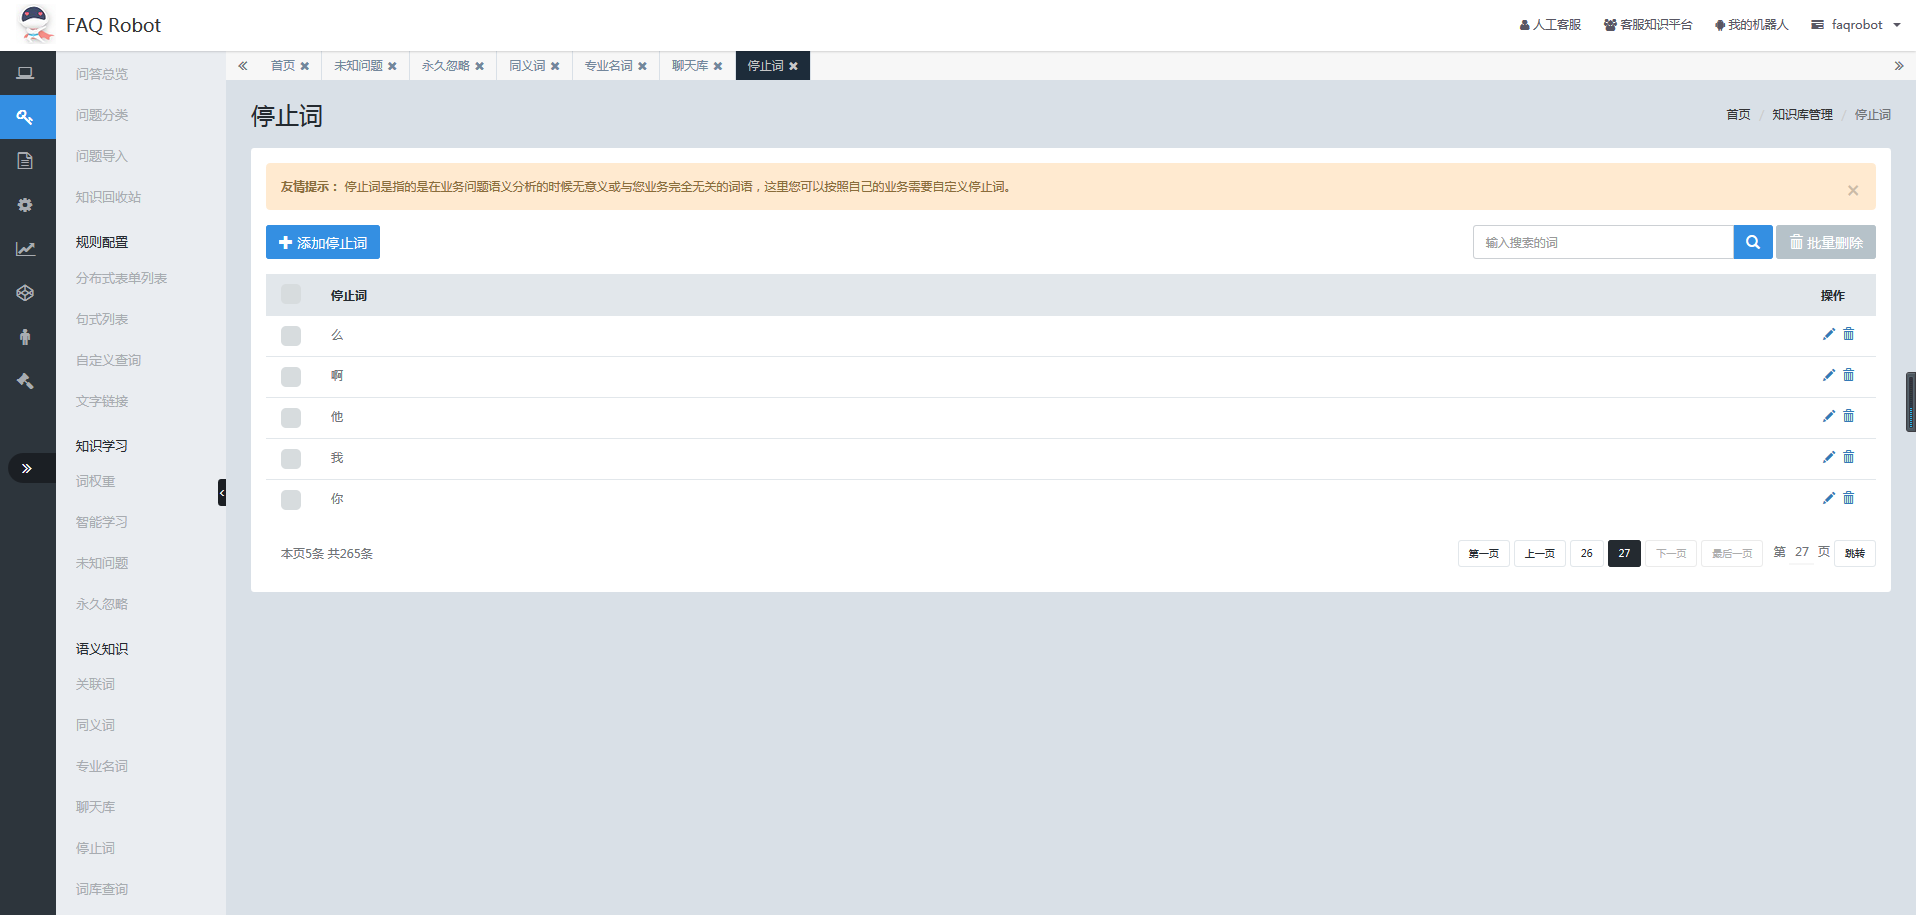 FAQ Robot
人工客服 客服知识平台 我的机器人 faqrobot
首页 未知问题 永久忽略 同义词 专业名词 聊天库 停止词
问答总览
问题分类
问题导入
知识回收站
规则配置
分布式表单列表
句式列表
自定义查询
文字链接
知识学习
词权重
智能学习
未知问题
永久忽略
语义知识
关联词
同义词
专业名词
聊天库
停止词
词库查询
停止词
首页 / 知识库管理 / 停止词
友情提示： 停止词是指的是在业务问题语义分析的时候无意义或与您业务完全无关的词语，这里您可以按照自己的业务需要自定义停止词。
添加停止词 输入搜索的词 批量删除
停止词 操作
么
啊
他
我
你
本页5条 共265条 第一页 上一页 26 27 下一页 最后一页 第 27 页 跳转